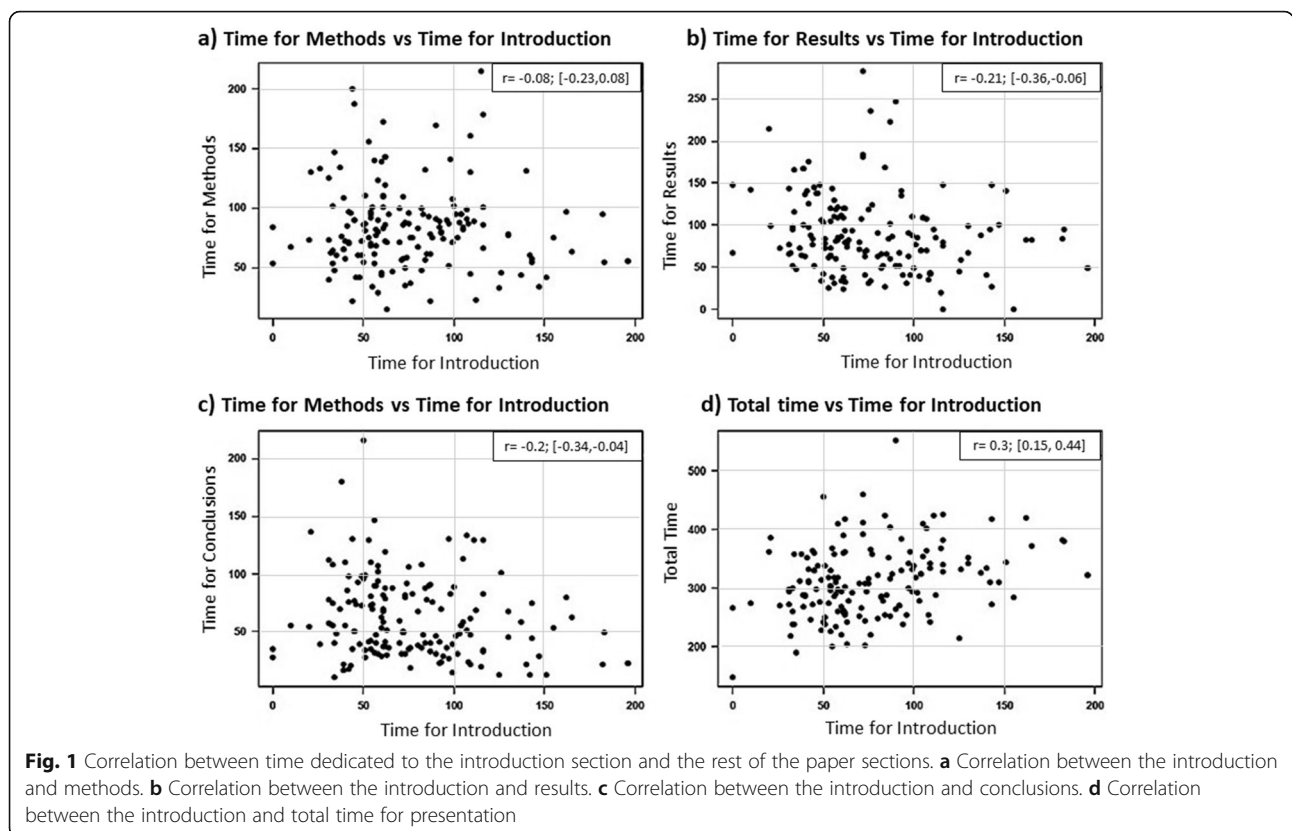 a) Time for Methods vs Time for Introduction
r= -0.08; [-0.23,0.08]
Time for Methods
200
150
100
50
0 50 100 150 200
Time for Introduction
b) Time for Results vs Time for Introduction
r= -0.21; [-0.36,-0.06]
Time for Results
250
200
150
100
50
0
0 50 100 150 200
Time for Introduction
c) Time for Methods vs Time for Introduction
r= -0.2; [-0.34,-0.04]
Time for Conclusions
200
150
100
50
0 50 100 150 200
Time for Introduction
d) Total time vs Time for Introduction
r= 0.3; [0.15, 0.44]
Total Time
500
400
300
200
0 50 100 150 200
Time for Introduction
Fig. 1 Correlation between time dedicated to the introduction section and the rest of the paper sections. a Correlation between the introduction
and methods. b Correlation between the introduction and results. c Correlation between the introduction and conclusions. d Correlation
between the introduction and total time for presentation